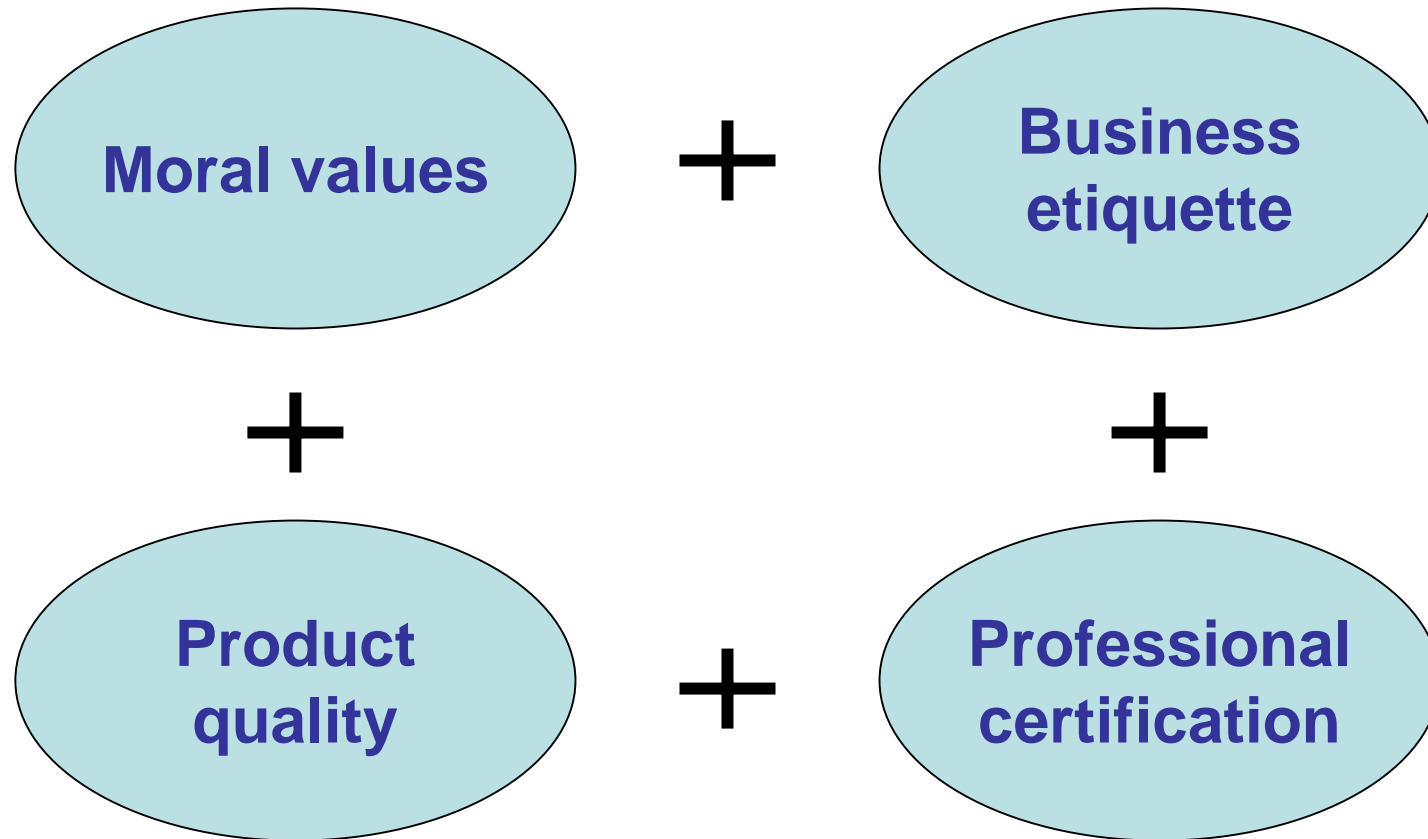 Moral values
+
Business
etiquette
+
+
Product
quality
+
Professional
certification